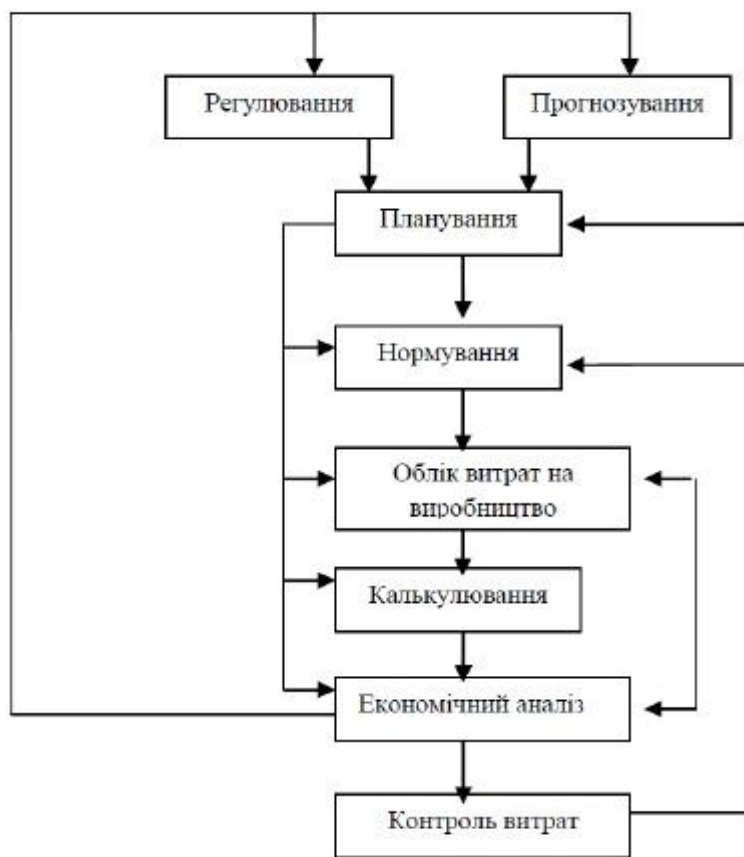 Регулювання
Прогнозування
Планування
Нормування
Облік витрат на
виробництво
Калькулювання
Економічний аналіз
Контроль витрат